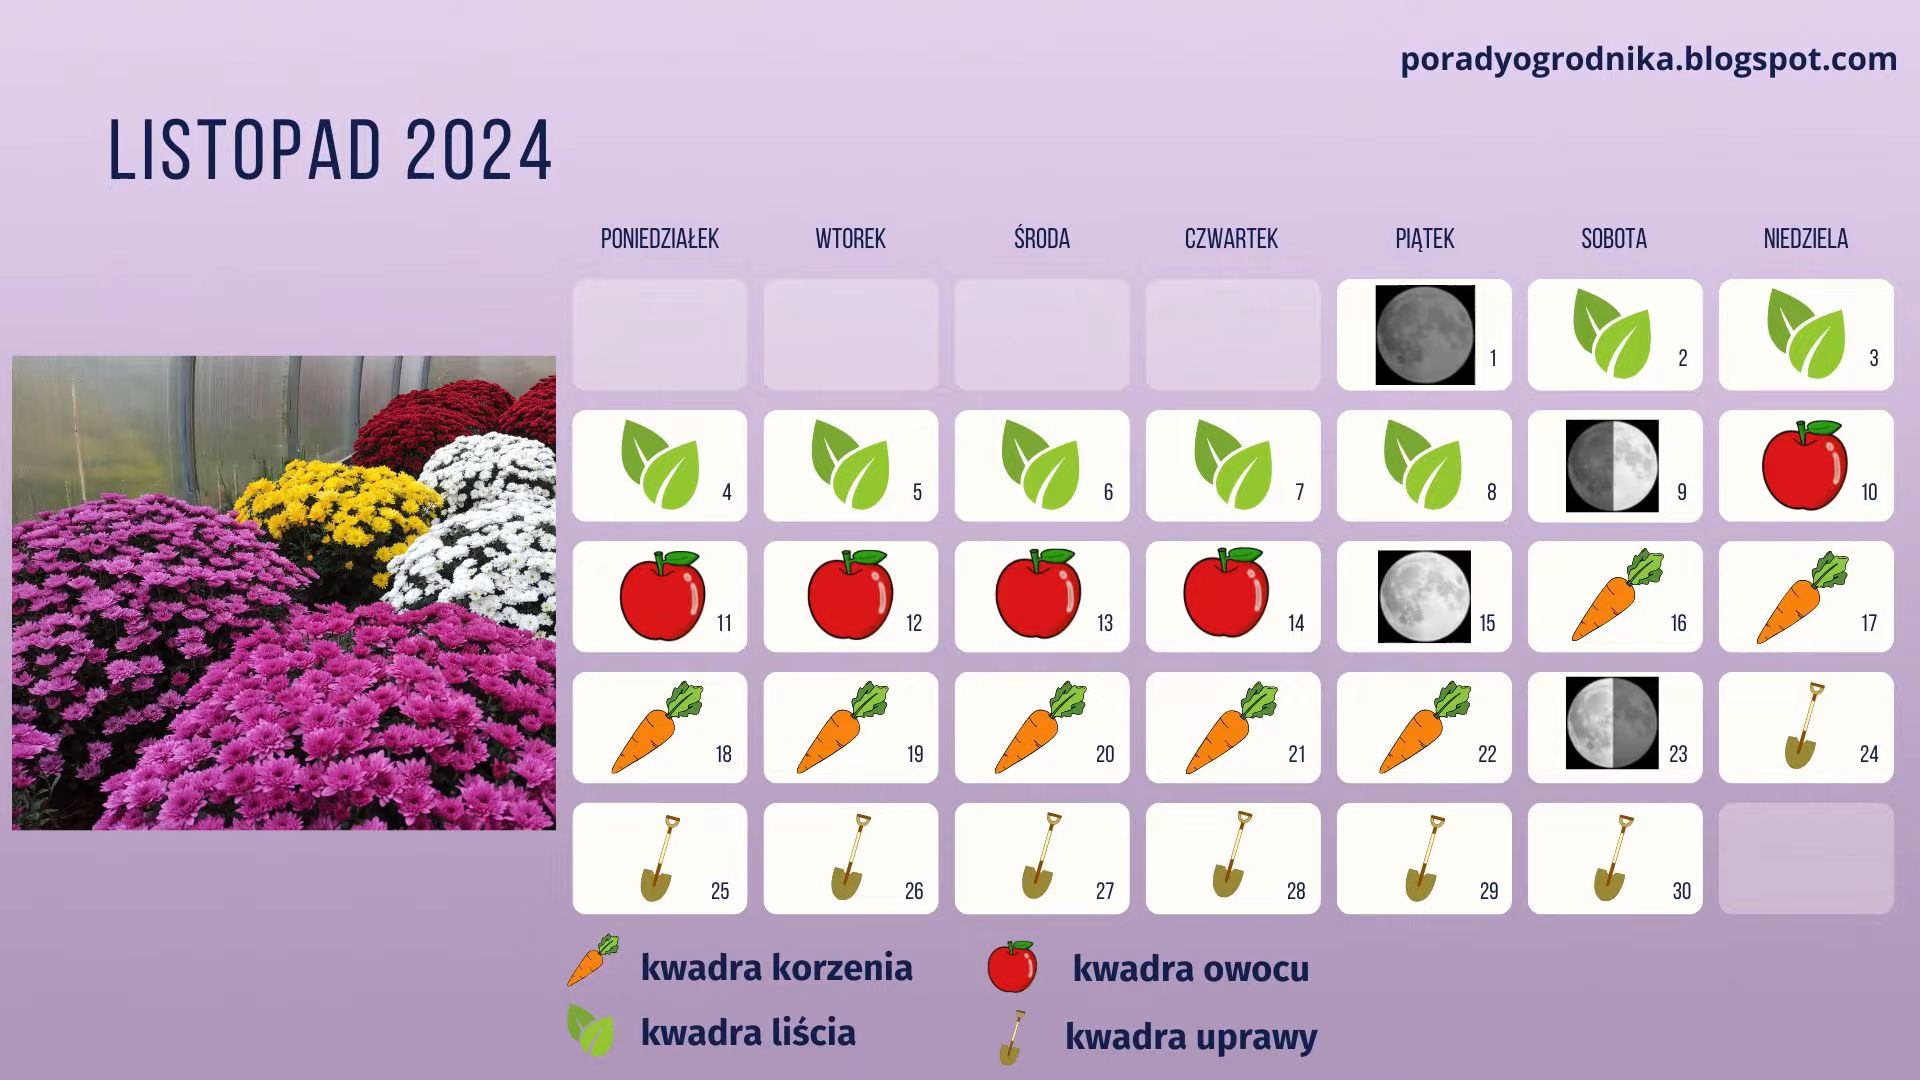 poradyogrodnika.blogspot.com
LISTOPAD 2024
PONIEDZIAŁEK WTOREK ŚRODA CZWARTEK PIĄTEK SOBOTA NIEDZIELA
1 2 3
4 5 6 7 8 9 10
11 12 13 14 15 16 17
18 19 20 21 22 23 24
25 26 27 28 29 30
kwadra korzenia kwadra owocu
kwadra liścia kwadra uprawy